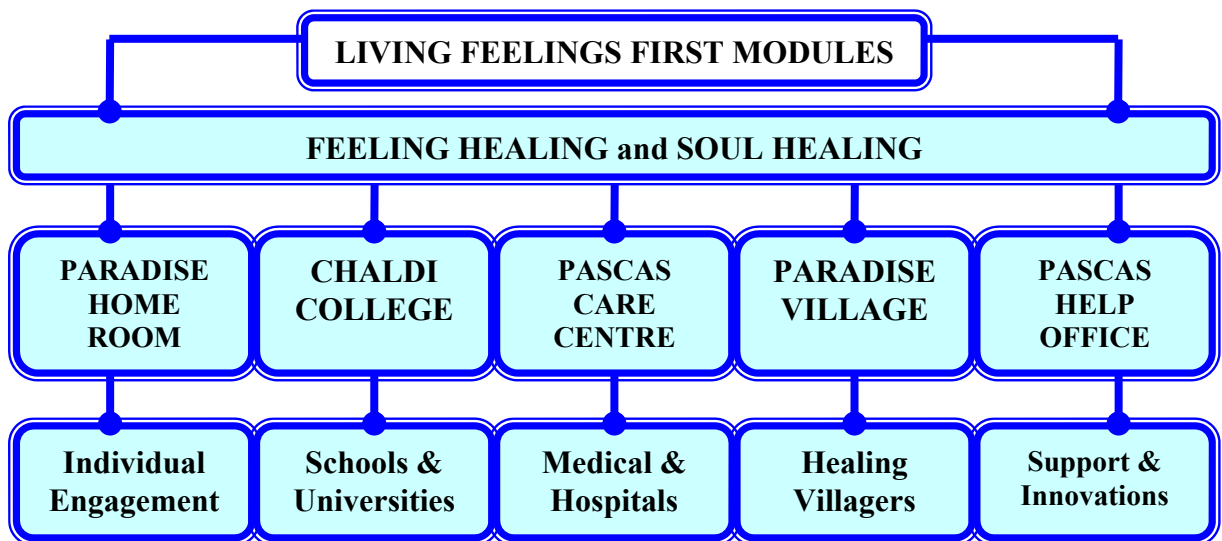 LIVING FEELINGS FIRST MODULES
FEELING HEALING and SOUL HEALING
PARADISE
HOME
ROOM
CHALDI
COLLEGE
PASCAS
CARE
CENTRE
PARADISE
VILLAGE
PASCAS
HELP
OFFICE
Individual
Engagement
Schools &
Universities
Medical &
Hospitals
Healing
Villagers
Support &
Innovations